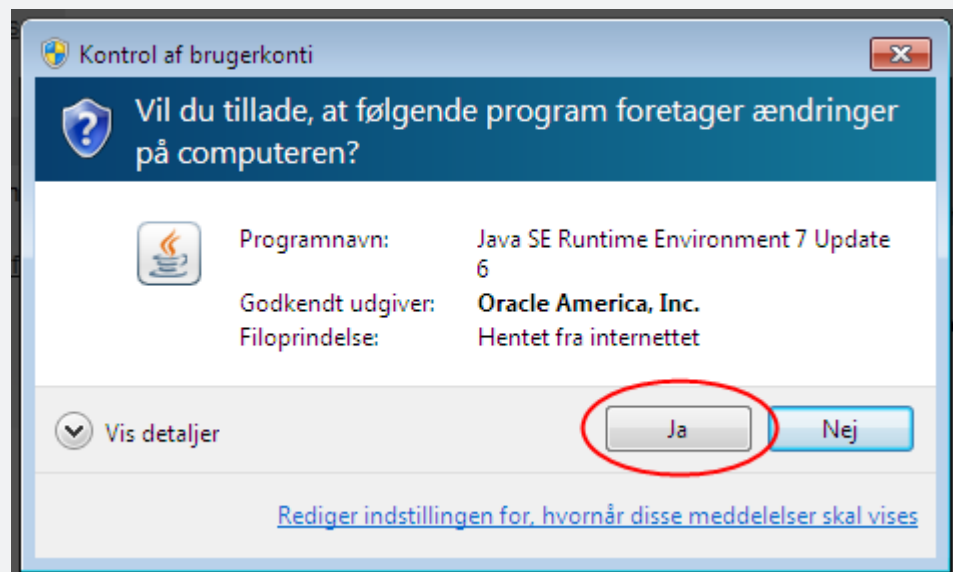 Kontrol af brugerkonti
Vil du tillade, at følgende program foretager ændringer
på computeren?
Programnavn: Java SE Runtime Environment 7 Update
6
Godkendt udgiver: Oracle America, Inc.
Filoprindelse: Hentet fra internettet
Vis detaljer Ja Nej
Rediger indstillingen for, hvornår disse meddelelser skal vises